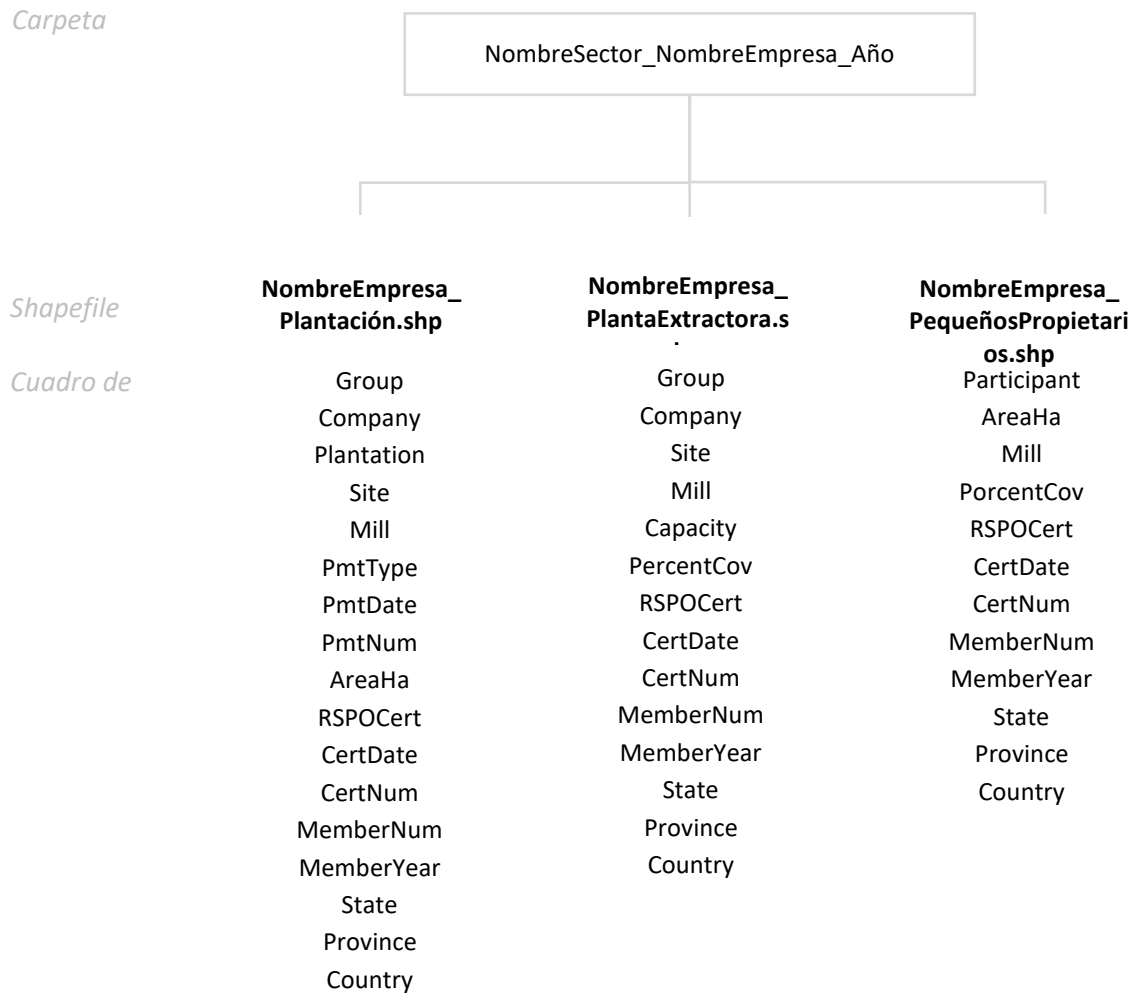 Carpeta
NombreSector_NombreEmpresa_Año
Shapefile
NombreEmpresa_
Plantación.shp
NombreEmpresa_
PlantaExtractora.s
NombreEmpresa_
PequeñosPropietari
os.shp
Cuadro de
Group
Company
Plantation
Site
Mill
PmtType
PmtDate
PmtNum
AreaHa
RSPOCert
CertDate
CertNum
MemberNum
MemberYear
State
Province
Country
Group
Company
Site
Mill
Capacity
PercentCov
RSPOCert
CertDate
CertNum
MemberNum
MemberYear
State
Province
Country
Participant
AreaHa
Mill
PorcentCov
RSPOCert
CertDate
CertNum
MemberNum
MemberYear
State
Province
Country